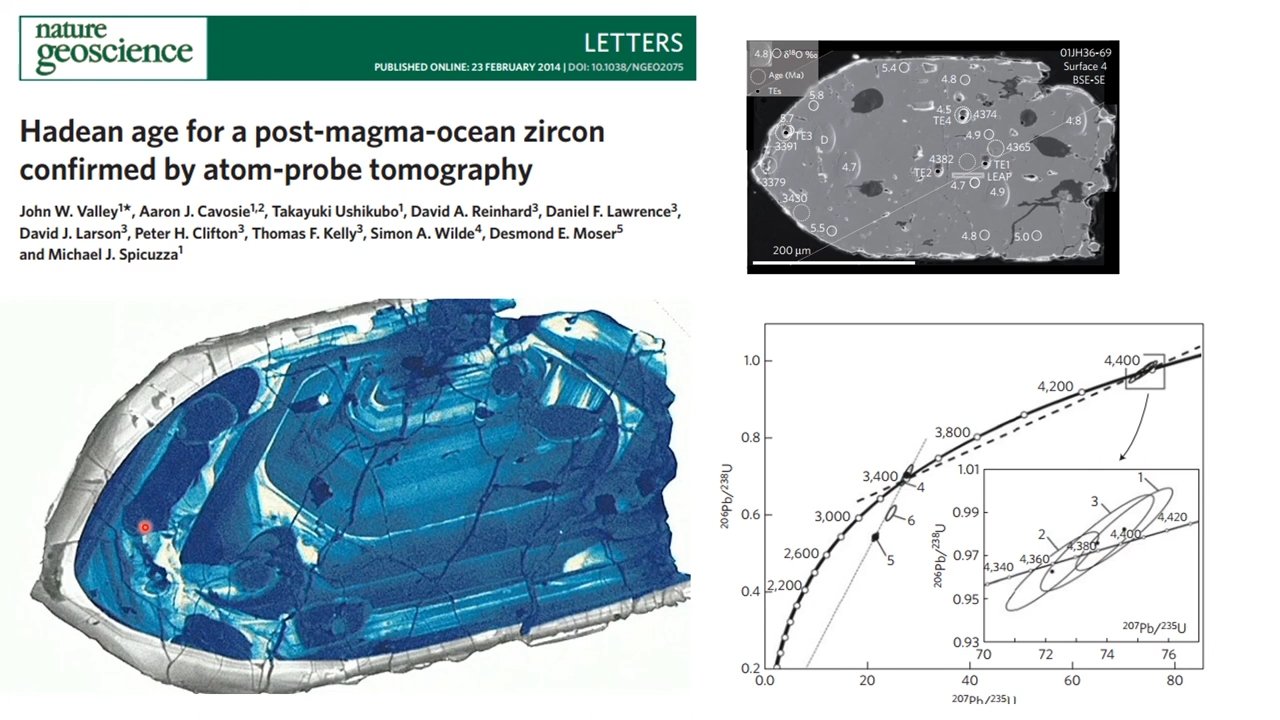 nature
geoscience
LETTERS
PUBLISHED ONLINE: 23 FEBRUARY 2014 | DOI: 10.1038/NGEO2075
Hadean age for a post-magma-ocean zircon
confirmed by atom-probe tomography
John W. Valley1*, Aaron J. Cavosie1,2, Takayuki Ushikubo1, David A. Reinhard3, Daniel F. Lawrence3,
David J. Larson3, Peter H. Clifton3, Thomas F. Kelly3, Simon A. Wilde4, Desmond E. Moser5
and Michael J. Spicuzza1
4.8 δ18O ‰
Age (Ma)
TEs
01JH36-69
Surface 4
BSE-SE
5.4
4.8
5.8
4.5
4374
TE4
4.8
5.7
TE3
3391
D
4.9
4365
4382
4.7
TE1
TE2
LEAP
3379
4.7
4.9
3430
?
5.5
4.8
5.0
200 µm
206Pb/238U
1.0
0.8
0.6
0.4
0.2
0.0
20
40
60
80
207Pb/235U
4,400
4,200
3,800
3,400
3,000
2,600
2,200
4
6
5
206Pb/238U
1.01
0.99
0.97
0.95
0.93
70
72
74
76
207Pb/235U
1
3
2
4,420
4,400
4,380
4,360
4,340